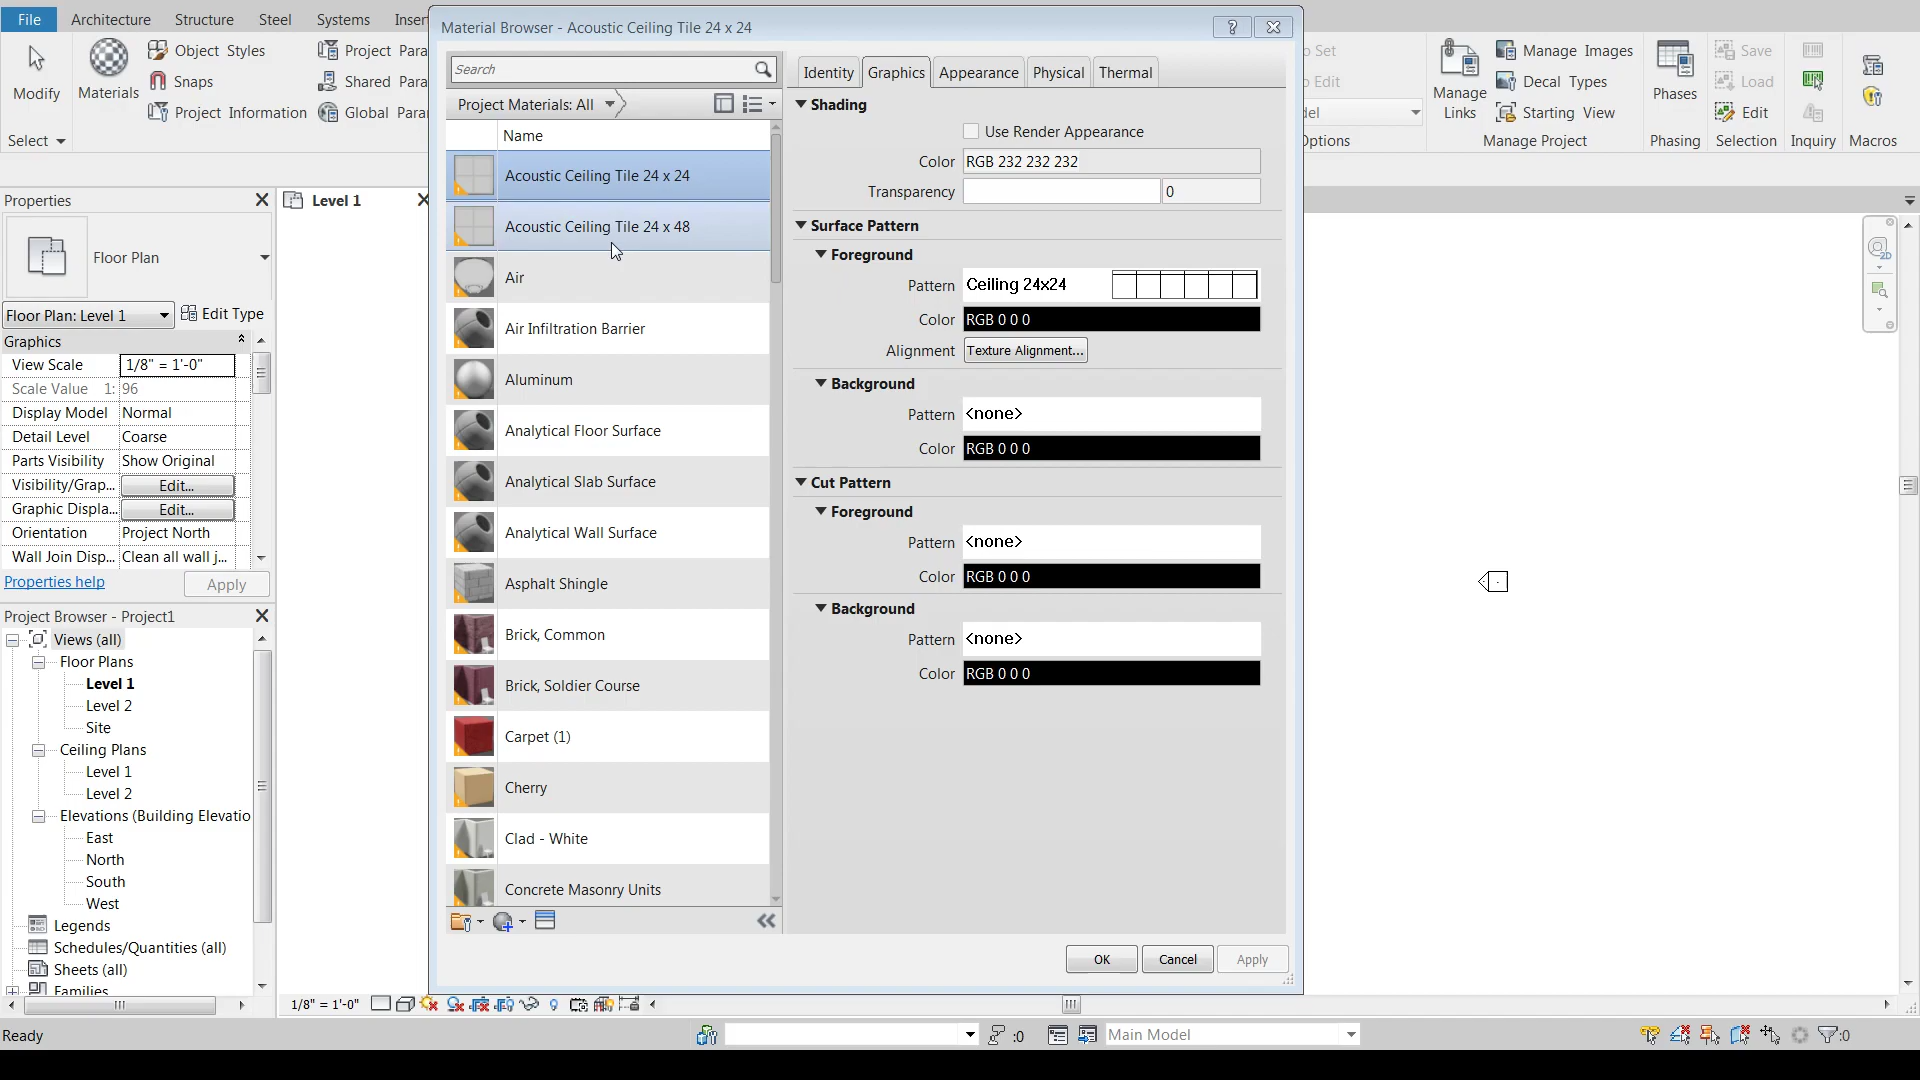 File Architecture Structure Steel Systems Inser
Material Browser - Acoustic Ceiling Tile 24 x 24
?
Modify
Materials
Object Styles
Snaps
Project Information
Project Para
Shared Para
Global Para
Select
o Set
o Edit
del
Options
Manage Links
Manage Images
Decal Types
Starting View
Manage Project
Phases
Phasing
Save
Load
Edit
Selection
Inquiry
Macros
Properties
Floor Plan
Floor Plan: Level 1
Edit Type
Graphics
View Scale 1/8" = 1'-0"
Scale Value 1: 96
Display Model Normal
Detail Level Coarse
Parts Visibility Show Original
Visibility/Grap... Edit...
Graphic Displa... Edit...
Orientation Project North
Wall Join Disp... Clean all wall j...
Properties help
Apply
Project Browser - Project1
Views (all)
Floor Plans
Level 1
Level 2
Site
Ceiling Plans
Level 1
Level 2
Elevations (Building Elevatio
East
North
South
West
Legends
Schedules/Quantities (all)
Sheets (all)
Families
Level 1
Search
Project Materials: All
Name
Acoustic Ceiling Tile 24 x 24
Acoustic Ceiling Tile 24 x 48
Air
Air Infiltration Barrier
Aluminum
Analytical Floor Surface
Analytical Slab Surface
Analytical Wall Surface
Asphalt Shingle
Brick, Common
Brick, Soldier Course
Carpet (1)
Cherry
Clad - White
Concrete Masonry Units
Identity Graphics Appearance Physical Thermal
Shading
Use Render Appearance
Color RGB 232 232 232
Transparency 0
Surface Pattern
Foreground
Pattern Ceiling 24x24
Color RGB 0 0 0
Alignment Texture Alignment...
Background
Pattern <none>
Color RGB 0 0 0
Cut Pattern
Foreground
Pattern <none>
Color RGB 0 0 0
Background
Pattern <none>
Color RGB 0 0 0
OK Cancel Apply
2D
1/8" = 1'-0"
Ready
:0
Main Model
:0